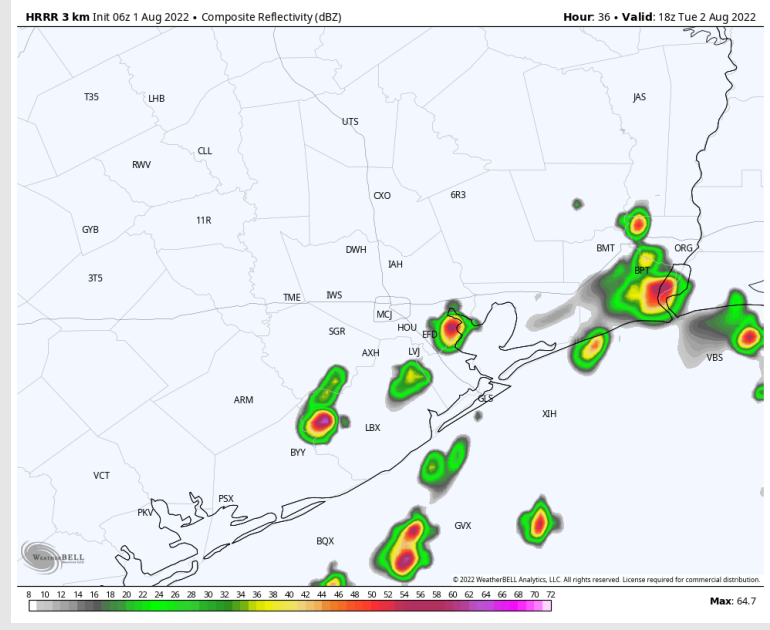 HRRR 3 km Init 06z 1 Aug 2022 • Composite Reflectivity (dBZ)
Hour: 36 • Valid: 18z Tue 2 Aug 2022
T35
LHB
JAS
UTS
CLL
RWV
CXO
6R3
11R
GYB
BMT
ORG
DWH
IAH
BPT
3T5
TME
IWS
MCJ
SGR
HOU
EFD
AXH
LVJ
VBS
ARM
GLS
XIH
LBX
BYY
VCT
PSX
PKV
GVX
BQX
WEATHERBELL
© 2022 WeatherBELL Analytics, LLC. All rights reserved. License required for commercial distribution.
8 10 12 14 16 18 20 22 24 26 28 30 32 34 36 38 40 42 44 46 48 50 52 54 56 58 60 62 64 66 68 70 72
Max: 64.7